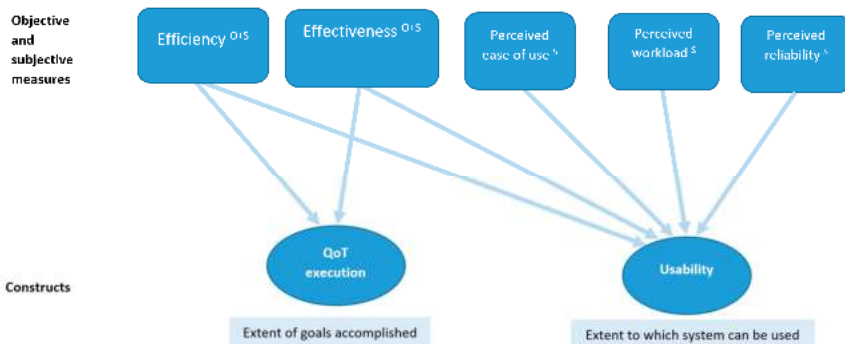 Objective
and
subjective
measures
Efficiency O+S
Effectiveness O+S
Perceived
ease of use S
Perceived
workload S
Perceived
reliability S
QoT
execution
Usability
Constructs
Extent of goals accomplished
Extent to which system can be used